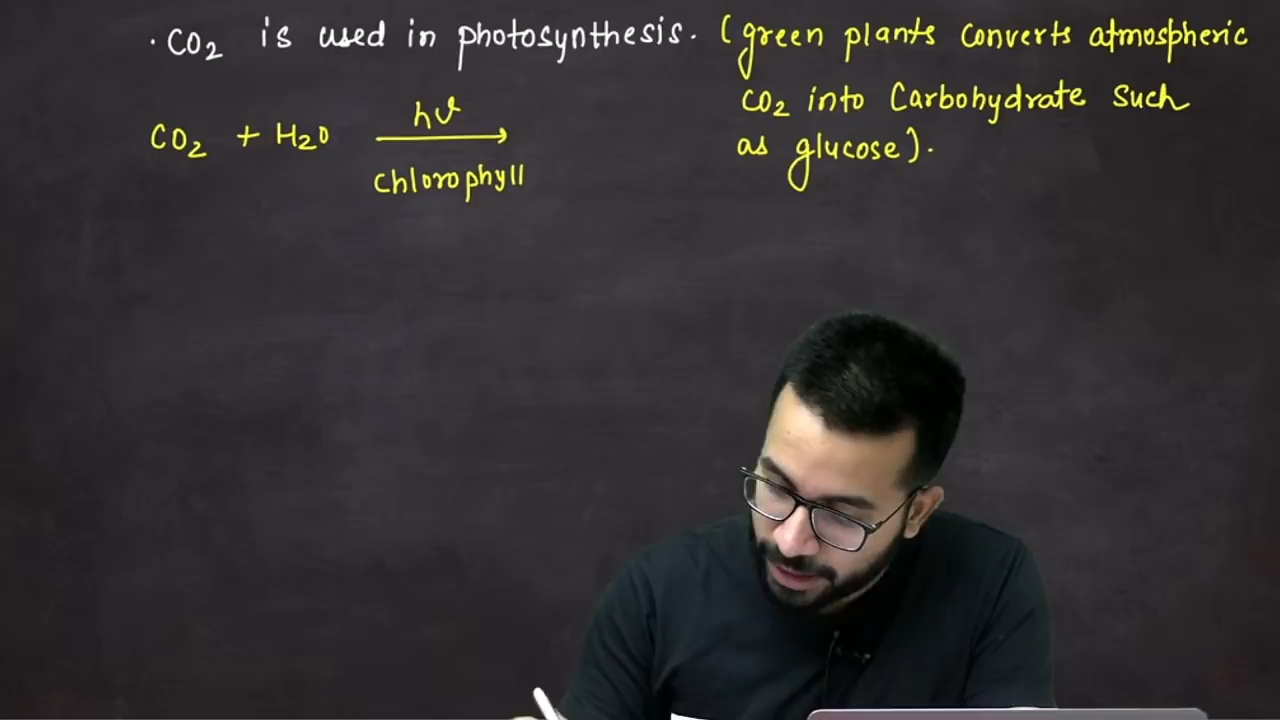 · CO2 is used in photosynthesis. (green plants converts atmospheric
CO2 into Carbohydrate such
as glucose).
hν
CO2 + H2O ⟶
chlorophyll